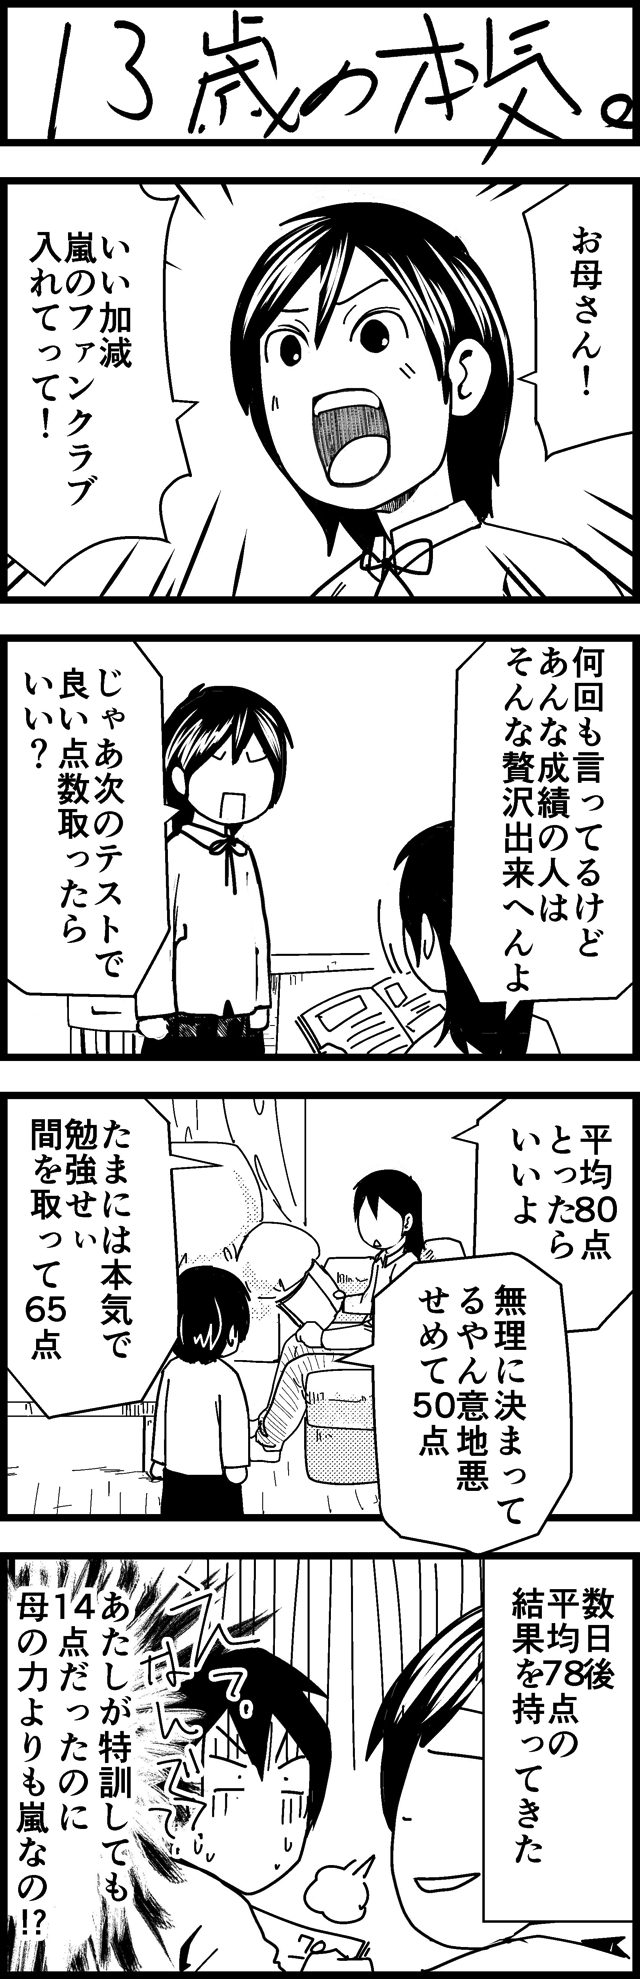 13歳の本気。
お母さん！
いい加減
嵐のファンクラブ
入れてって！
何回も言ってるけど
あんな成績の人は
そんな贅沢出来へんよ
じゃあ次のテストで
良い点数取ったら
いい？
平均80点
とったら
いいよ
無理に決まって
るやん意地悪
せめて50点
たまには本気で
勉強せぃ
間を取って65点
数日後
平均78点の
結果を持ってきた
えっ…
なんで
あたしが特訓しても
14点だったのに
母の力よりも嵐なの!?